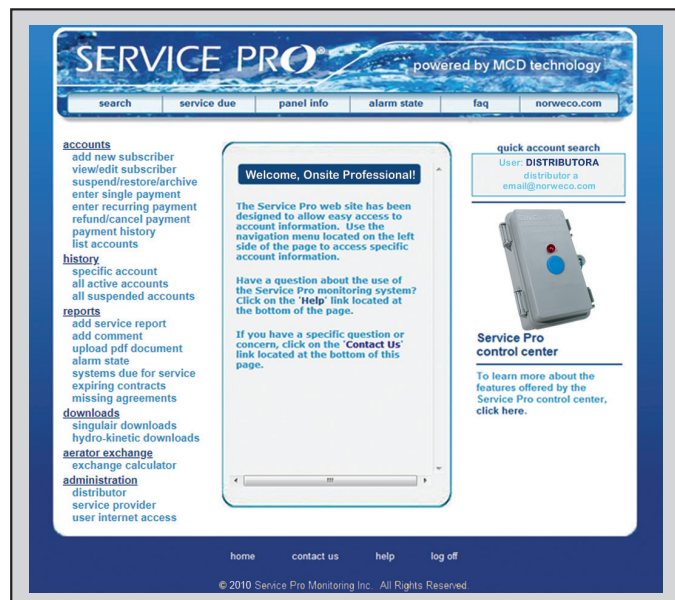 SERVICE PRO®
powered by MCD technology
search service due panel info alarm state faq norweco.com
accounts
add new subscriber
view/edit subscriber
suspend/restore/archive
enter single payment
enter recurring payment
refund/cancel payment
payment history
list accounts
history
specific account
all active accounts
all suspended accounts
reports
add service report
add comment
upload pdf document
alarm state
systems due for service
expiring contracts
missing agreements
downloads
singulair downloads
hydro-kinetic downloads
aerator exchange
exchange calculator
administration
distributor
service provider
user internet access
Welcome, Onsite Professional!
The Service Pro web site has been
designed to allow easy access to
account information. Use the
navigation menu located on the left
side of the page to access specific
account information.
Have a question about the use of
the Service Pro monitoring system?
Click on the 'Help' link located at
the bottom of the page.
If you have a specific question or
concern, click on the 'Contact Us'
link located at the bottom of this
page.
quick account search
User: DISTRIBUTORA
distributor a
email@norweco.com
Service Pro
control center
To learn more about the
features offered by the
Service Pro control center,
click here.
home contact us help log off
© 2010 Service Pro Monitoring Inc. All Rights Reserved.